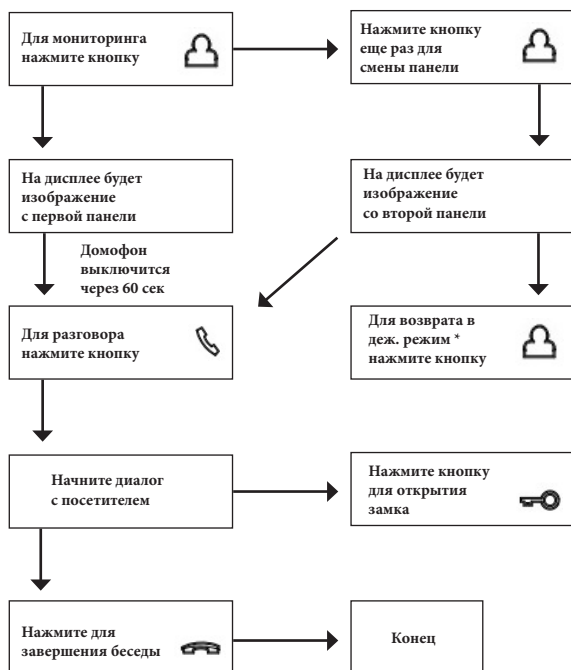 Для мониторинга
нажмите кнопку
Нажмите кнопку
еще раз для
смены панели
На дисплее будет
изображение
с первой панели
На дисплее будет
изображение
со второй панели
Домофон
выключится
через 60 сек
Для разговора
нажмите кнопку
Для возврата в
деж. режим *
нажмите кнопку
Начните диалог
с посетителем
Нажмите кнопку
для открытия
замка
Нажмите для
завершения беседы
Конец